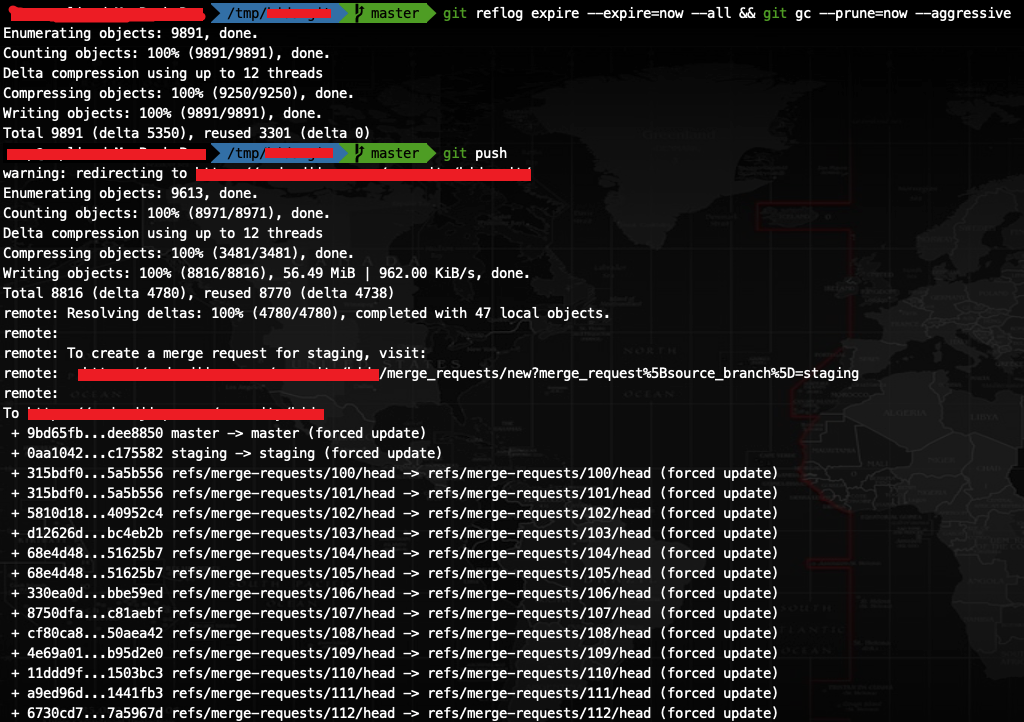 /tmp/ master git reflog expire --expire=now --all && git gc --prune=now --aggressive
Enumerating objects: 9891, done.
Counting objects: 100% (9891/9891), done.
Delta compression using up to 12 threads
Compressing objects: 100% (9250/9250), done.
Writing objects: 100% (9891/9891), done.
Total 9891 (delta 5350), reused 3301 (delta 0)
/tmp/ master git push
warning: redirecting to
Enumerating objects: 9613, done.
Counting objects: 100% (8971/8971), done.
Delta compression using up to 12 threads
Compressing objects: 100% (3481/3481), done.
Writing objects: 100% (8816/8816), 56.49 MiB | 962.00 KiB/s, done.
Total 8816 (delta 4780), reused 8770 (delta 4738)
remote: Resolving deltas: 100% (4780/4780), completed with 47 local objects.
remote:
remote: To create a merge request for staging, visit:
remote: /merge_requests/new?merge_request%5Bsource_branch%5D=staging
remote:
To
+ 9bd65fb...dee8850 master -> master (forced update)
+ 0aa1042...c175582 staging -> staging (forced update)
+ 315bdf0...5a5b556 refs/merge-requests/100/head -> refs/merge-requests/100/head (forced update)
+ 315bdf0...5a5b556 refs/merge-requests/101/head -> refs/merge-requests/101/head (forced update)
+ 5810d18...40952c4 refs/merge-requests/102/head -> refs/merge-requests/102/head (forced update)
+ d12626d...bc4eb2b refs/merge-requests/103/head -> refs/merge-requests/103/head (forced update)
+ 68e4d48...51625b7 refs/merge-requests/104/head -> refs/merge-requests/104/head (forced update)
+ 68e4d48...51625b7 refs/merge-requests/105/head -> refs/merge-requests/105/head (forced update)
+ 330ea0d...bbe59ed refs/merge-requests/106/head -> refs/merge-requests/106/head (forced update)
+ 8750dfa...c81aebf refs/merge-requests/107/head -> refs/merge-requests/107/head (forced update)
+ cf80ca8...50aea42 refs/merge-requests/108/head -> refs/merge-requests/108/head (forced update)
+ 4e69a01...b95d2e0 refs/merge-requests/109/head -> refs/merge-requests/109/head (forced update)
+ 11ddd9f...1503bc3 refs/merge-requests/110/head -> refs/merge-requests/110/head (forced update)
+ a9ed96d...1441fb3 refs/merge-requests/111/head -> refs/merge-requests/111/head (forced update)
+ 6730cd7...7a5967d refs/merge-requests/112/head -> refs/merge-requests/112/head (forced update)